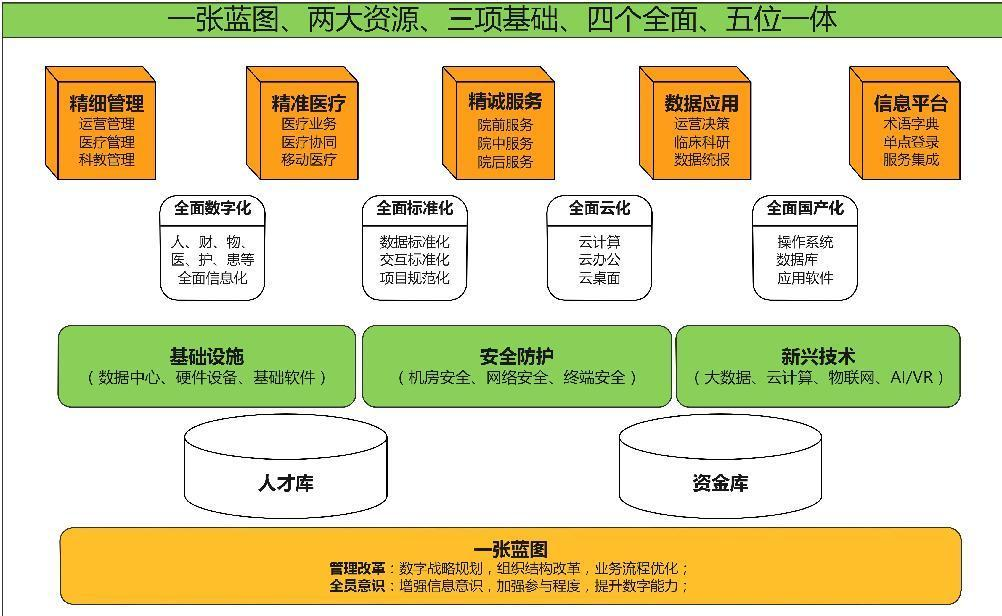 一张蓝图、两大资源、三项基础、四个全面、五位一体
精细管理
运营管理
医疗管理
科教管理
精准医疗
医疗业务
医疗协同
移动医疗
精诚服务
院前服务
院中服务
院后服务
数据应用
运营决策
临床科研
数据统报
信息平台
术语字典
单点登录
服务集成
全面数字化
人、财、物、
医、护、患等
全面信息化
全面标准化
数据标准化
交互标准化
项目规范化
全面云化
云计算
云办公
云桌面
全面国产化
操作系统
数据库
应用软件
基础设施
（数据中心、硬件设备、基础软件）
安全防护
（机房安全、网络安全、终端安全）
新兴技术
（大数据、云计算、物联网、AI/VR）
人才库
资金库
一张蓝图
管理改革：数字战略规划，组织结构改革，业务流程优化；
全员意识：增强信息意识，加强参与程度，提升数字能力；